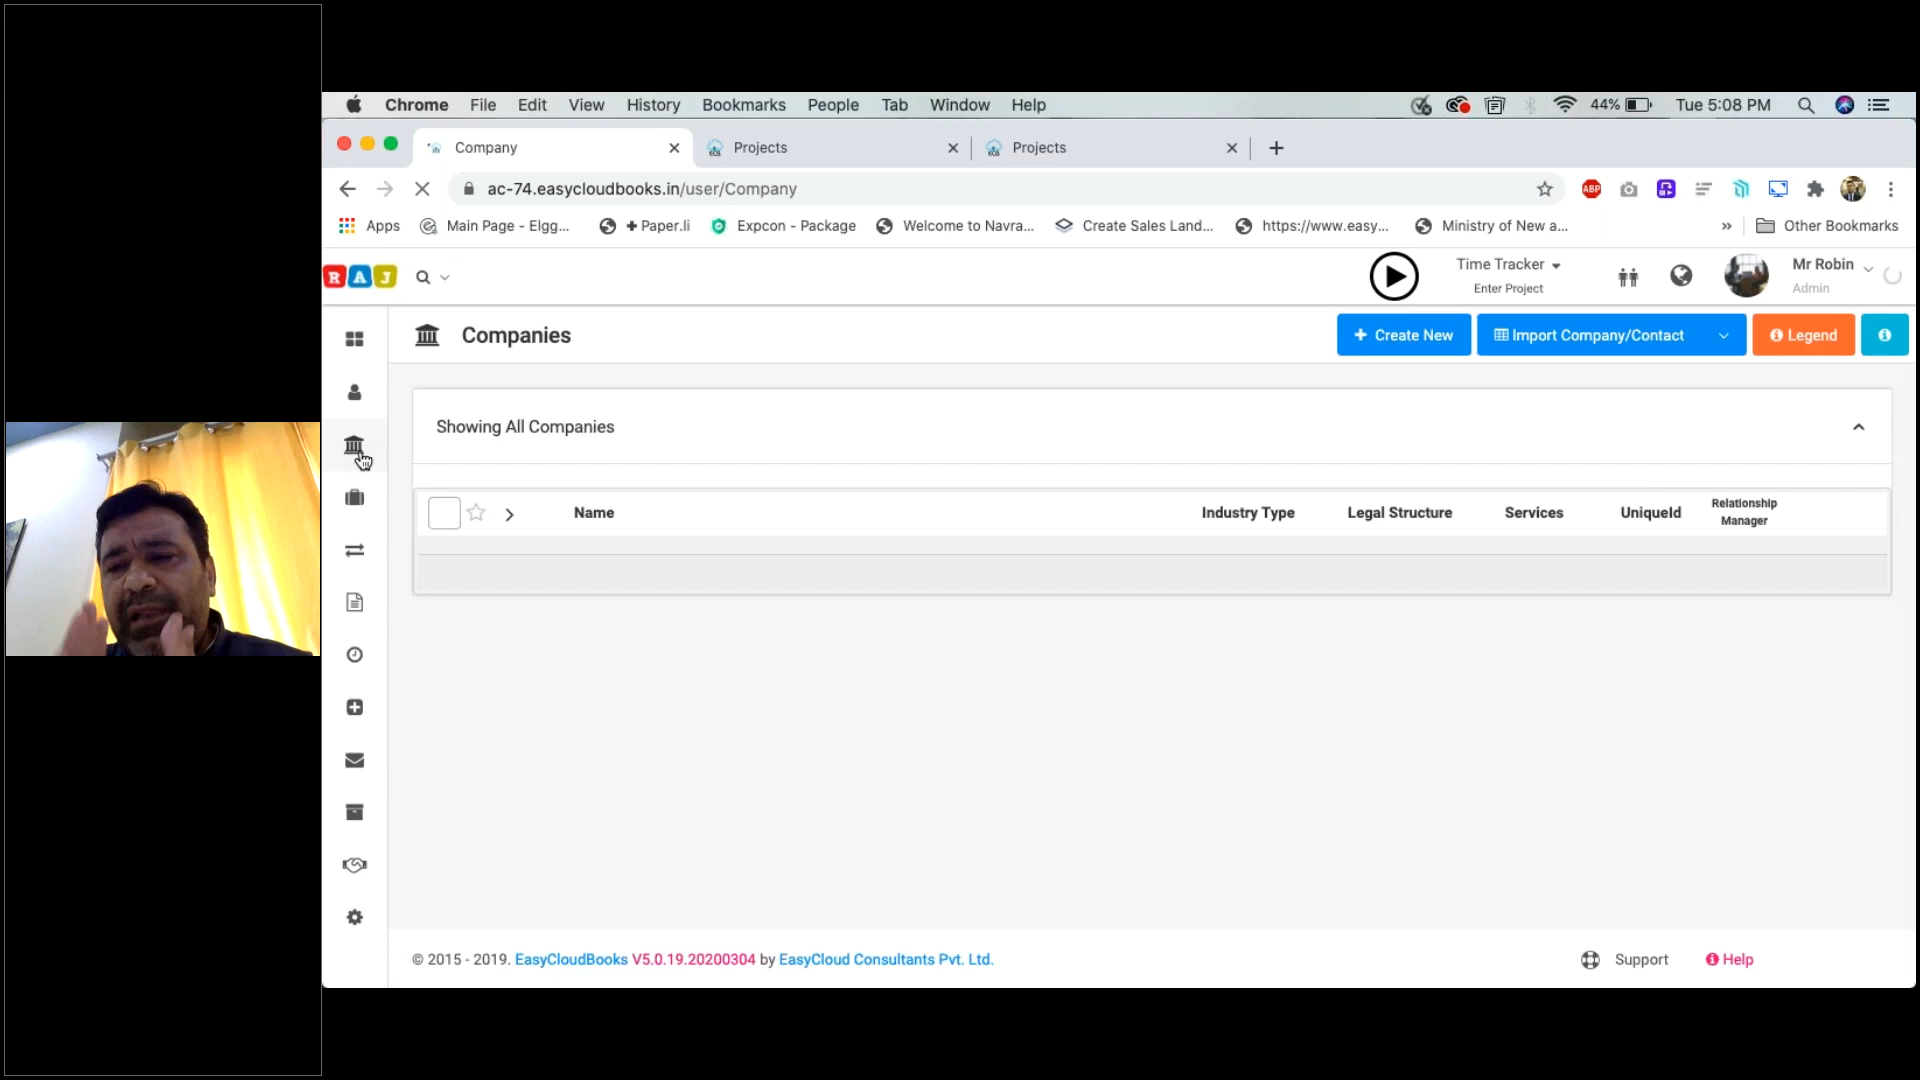 Chrome File Edit View History Bookmarks People Tab Window Help 44% Tue 5:08 PM
Company Projects Projects
ac-74.easycloudbooks.in/user/Company ABP
Apps Main Page - Elgg... + Paper.li Expcon - Package Welcome to Navra... Create Sales Land... https://www.easy... Ministry of New a... » Other Bookmarks
RAJ Time Tracker Mr Robin
Enter Project Admin
Companies + Create New Import Company/Contact Legend
Showing All Companies
Name Industry Type Legal Structure Services UniqueId Relationship Manager
© 2015 - 2019. EasyCloudBooks V5.0.19.20200304 by EasyCloud Consultants Pvt. Ltd. Support Help